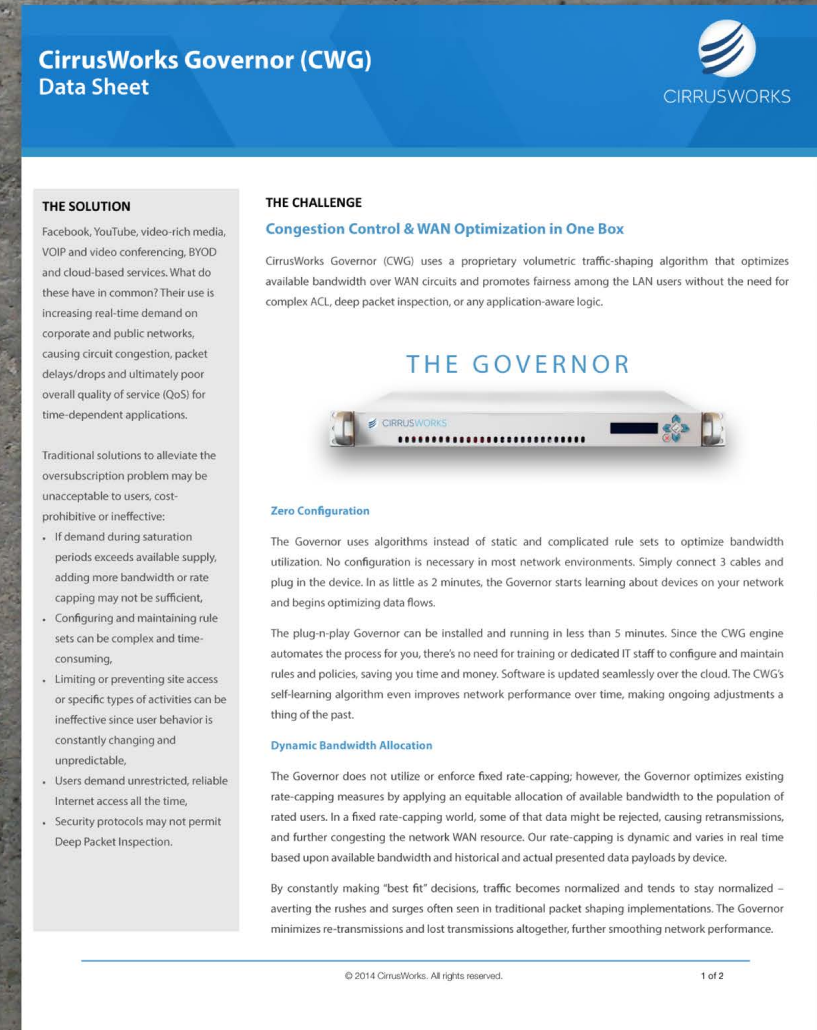 CirrusWorks Governor (CWG)
Data Sheet
CIRRUSWORKS
THE SOLUTION
Facebook, YouTube, video-rich media,
VOIP and video conferencing, BYOD
and cloud-based services. What do
these have in common? Their use is
increasing real-time demand on
corporate and public networks,
causing circuit congestion, packet
delays/drops and ultimately poor
overall quality of service (QoS) for
time-dependent applications.
Traditional solutions to alleviate the
oversubscription problem may be
unacceptable to users, cost-
prohibitive or ineffective:
• If demand during saturation
periods exceeds available supply,
adding more bandwidth or rate
capping may not be sufficient,
• Configuring and maintaining rule
sets can be complex and time-
consuming,
• Limiting or preventing site access
or specific types of activities can be
ineffective since user behavior is
constantly changing and
unpredictable,
• Users demand unrestricted, reliable
Internet access all the time,
• Security protocols may not permit
Deep Packet Inspection.
THE CHALLENGE
Congestion Control & WAN Optimization in One Box
CirrusWorks Governor (CWG) uses a proprietary volumetric traffic-shaping algorithm that optimizes
available bandwidth over WAN circuits and promotes fairness among the LAN users without the need for
complex ACL, deep packet inspection, or any application-aware logic.
THE GOVERNOR
CIRRUSWORKS
Zero Configuration
The Governor uses algorithms instead of static and complicated rule sets to optimize bandwidth
utilization. No configuration is necessary in most network environments. Simply connect 3 cables and
plug in the device. In as little as 2 minutes, the Governor starts learning about devices on your network
and begins optimizing data flows.
The plug-n-play Governor can be installed and running in less than 5 minutes. Since the CWG engine
automates the process for you, there's no need for training or dedicated IT staff to configure and maintain
rules and policies, saving you time and money. Software is updated seamlessly over the cloud. The CWG's
self-learning algorithm even improves network performance over time, making ongoing adjustments a
thing of the past.
Dynamic Bandwidth Allocation
The Governor does not utilize or enforce fixed rate-capping; however, the Governor optimizes existing
rate-capping measures by applying an equitable allocation of available bandwidth to the population of
rated users. In a fixed rate-capping world, some of that data might be rejected, causing retransmissions,
and further congesting the network WAN resource. Our rate-capping is dynamic and varies in real time
based upon available bandwidth and historical and actual presented data payloads by device.
By constantly making "best fit" decisions, traffic becomes normalized and tends to stay normalized –
averting the rushes and surges often seen in traditional packet shaping implementations. The Governor
minimizes re-transmissions and lost transmissions altogether, further smoothing network performance.
© 2014 CirrusWorks. All rights reserved.
1 of 2